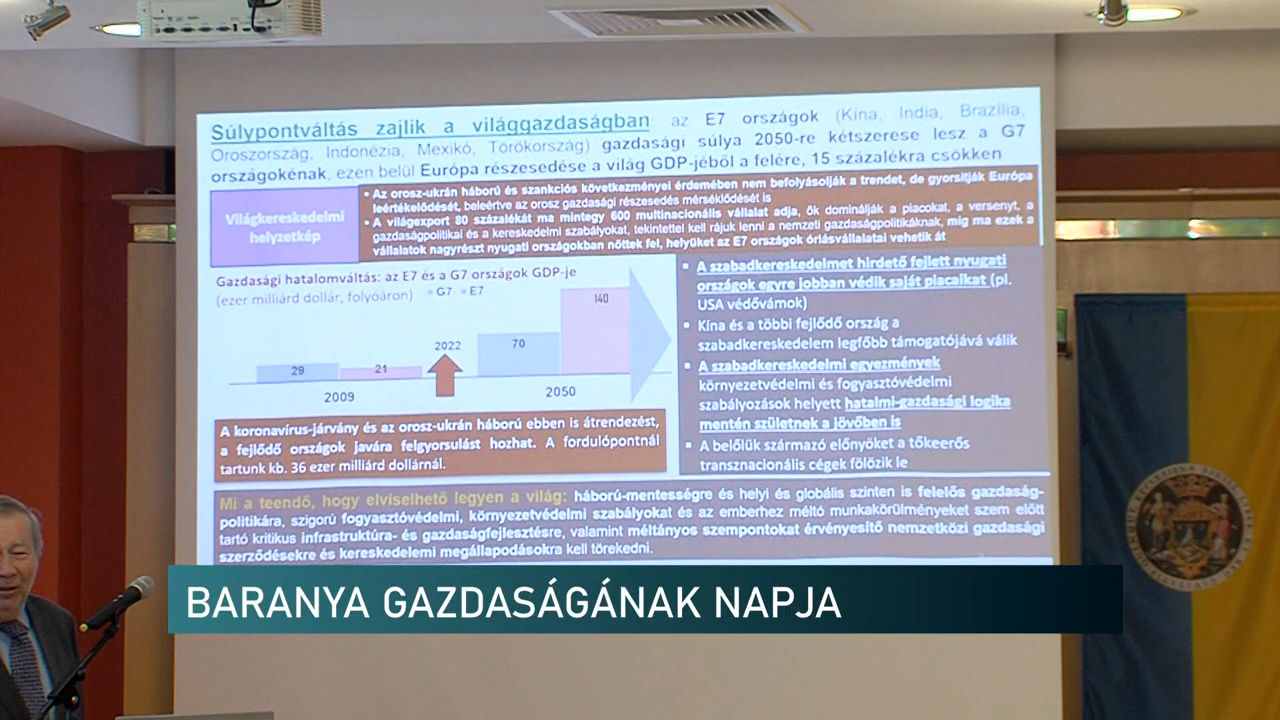 Súlypontváltás zajlik a világgazdaságban: az E7 országok (Kína, India, Brazília,
Oroszország, Indonézia, Mexikó, Törökország) gazdasági súlya 2050-re kétszerese lesz a G7
országokénak, ezen belül Európa részesedése a világ GDP-jéből a felére, 15 százalékra csökken
Világkereskedelmi
helyzetkép
• Az orosz-ukrán háború és szankciós következményei érdemében nem befolyásolják a trendet, de gyorsítják Európa
leértékelődését, beleértve az orosz gazdasági részesedés mérséklődését is
• A világexport 80 százalékát ma mintegy 600 multinacionális vállalat adja, ők dominálják a piacokat, a versenyt, a
gazdaságpolitikai és a kereskedelmi szabályokat, tekintettel kell rájuk lenni a nemzeti gazdaságpolitikáknak, míg ma ezek a
vállalatok nagyrészt nyugati országokban nőttek fel, helyüket az E7 országok óriásvállalatai vehetik át
Gazdasági hatalomváltás: az E7 és a G7 országok GDP-je
(ezer milliárd dollár, folyóáron) G7 E7
140
2022
70
29
21
2009
2050
▪ A szabadkereskedelmet hirdető fejlett nyugati
országok egyre jobban védik saját piacaikat (pl.
USA védővámok)
▪ Kína és a többi fejlődő ország a
szabadkereskedelem legfőbb támogatójává válik
▪ A szabadkereskedelmi egyezmények
környezetvédelmi és fogyasztóvédelmi
szabályozások helyett hatalmi-gazdasági logika
mentén születnek a jövőben is
▪ A belőlük származó előnyöket a tőkeerős
transznacionális cégek fölözik le
A koronavírus-járvány és az orosz-ukrán háború ebben is átrendezést,
a fejlődő országok javára felgyorsulást hozhat. A fordulópontnál
tartunk kb. 36 ezer milliárd dollárnál.
Mi a teendő, hogy elviselhető legyen a világ: háború-mentességre és helyi és globális szinten is felelős gazdaság-
politikára, szigorú fogyasztóvédelmi, környezetvédelmi szabályokat és az emberhez méltó munkakörülményeket szem előtt
tartó kritikus infrastruktúra- és gazdaságfejlesztésre, valamint méltányos szempontokat érvényesítő nemzetközi gazdasági
szerződésekre és kereskedelemi megállapodásokra kell törekedni.
BARANYA GAZDASÁGÁNAK NAPJA